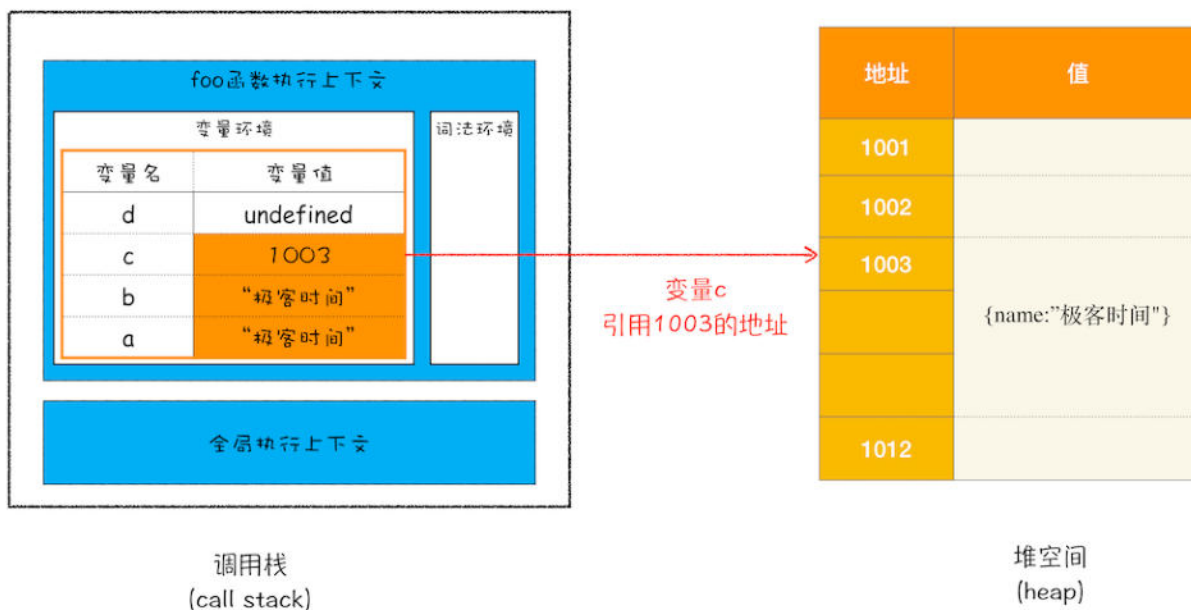 foo函数执行上下文
变量环境
词法环境
变量名 变量值
d undefined
c 1003
b “极客时间”
a “极客时间”
全局执行上下文
调用栈
(call stack)
变量c
引用1003的地址
地址 值
1001
1002
1003
{name:”极客时间"}
1012
堆空间
(heap)